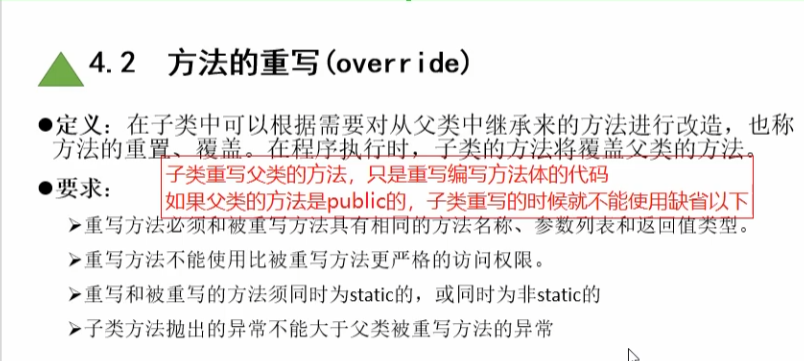 4.2 方法的重写(override)
●定义：在子类中可以根据需要对从父类中继承来的方法进行改造，也称
方法的重置、覆盖。在程序执行时，子类的方法将覆盖父类的方法。
子类重写父类的方法，只是重写编写方法体的代码
●要求：
如果父类的方法是public的，子类重写的时候就不能使用缺省以下
➢重写方法必须和被重写方法具有相同的方法名称、参数列表和返回值类型。
➢重写方法不能使用比被重写方法更严格的访问权限。
➢重写和被重写的方法须同时为static的，或同时为非static的
➢子类方法抛出的异常不能大于父类被重写方法的异常